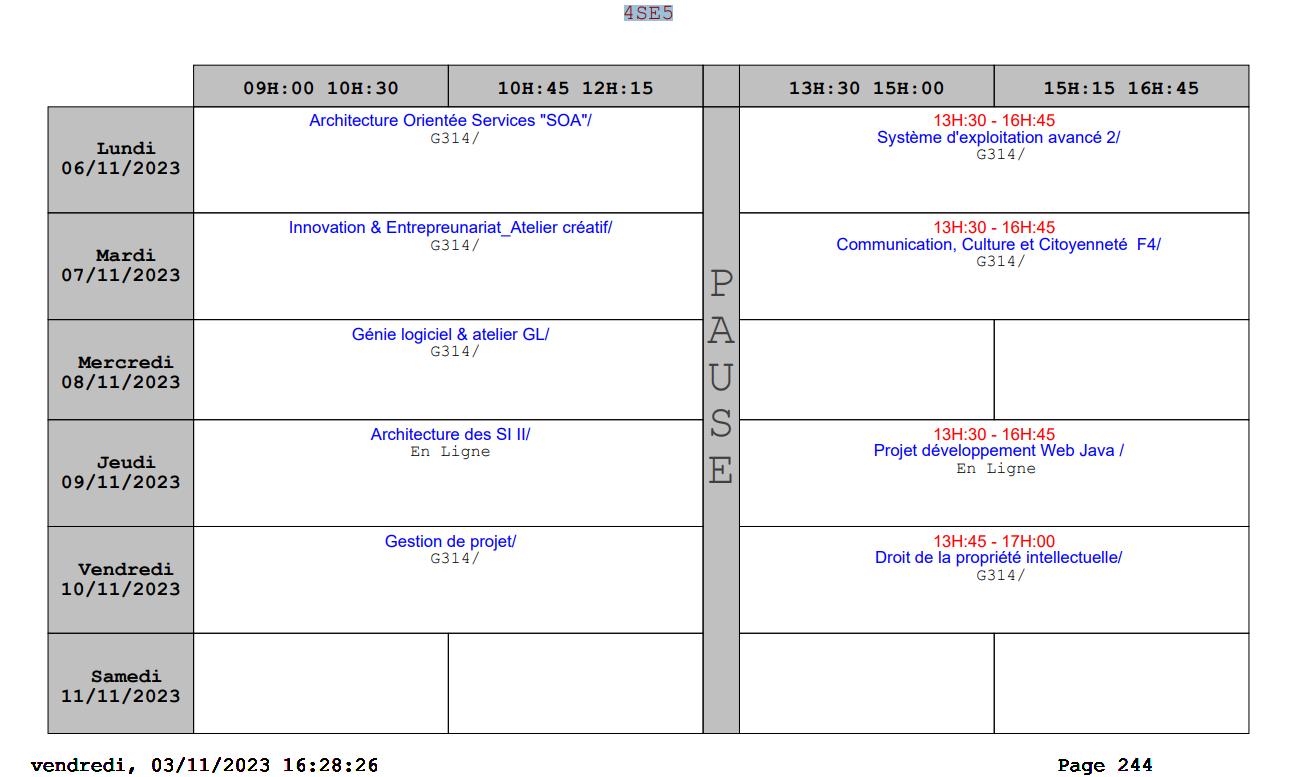 4SE5
09H:00 10H:30
10H:45 12H:15
13H:30 15H:00
15H:15 16H:45
Lundi
06/11/2023
Architecture Orientée Services "SOA"/
G314/
13H:30 - 16H:45
Système d'exploitation avancé 2/
G314/
Mardi
07/11/2023
Innovation & Entrepreunariat_Atelier créatif/
G314/
13H:30 - 16H:45
Communication, Culture et Citoyenneté F4/
G314/
Mercredi
08/11/2023
Génie logiciel & atelier GL/
G314/
Jeudi
09/11/2023
Architecture des SI II/
En Ligne
13H:30 - 16H:45
Projet développement Web Java /
En Ligne
Vendredi
10/11/2023
Gestion de projet/
G314/
13H:45 - 17H:00
Droit de la propriété intellectuelle/
G314/
Samedi
11/11/2023
P
A
U
S
E
vendredi, 03/11/2023 16:28:26
Page 244